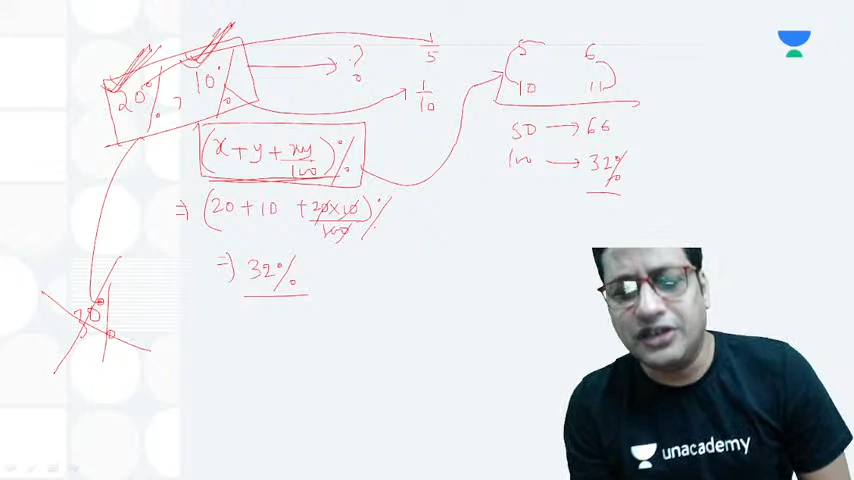 20%, 10% → ?
1/5
1/10
(x + y + xy/100)%
⇒ (20 + 10 + 20×10/100)%
⇒ 32%
30%
5 6
10 11
50 → 66
100 → 32%
unacademy